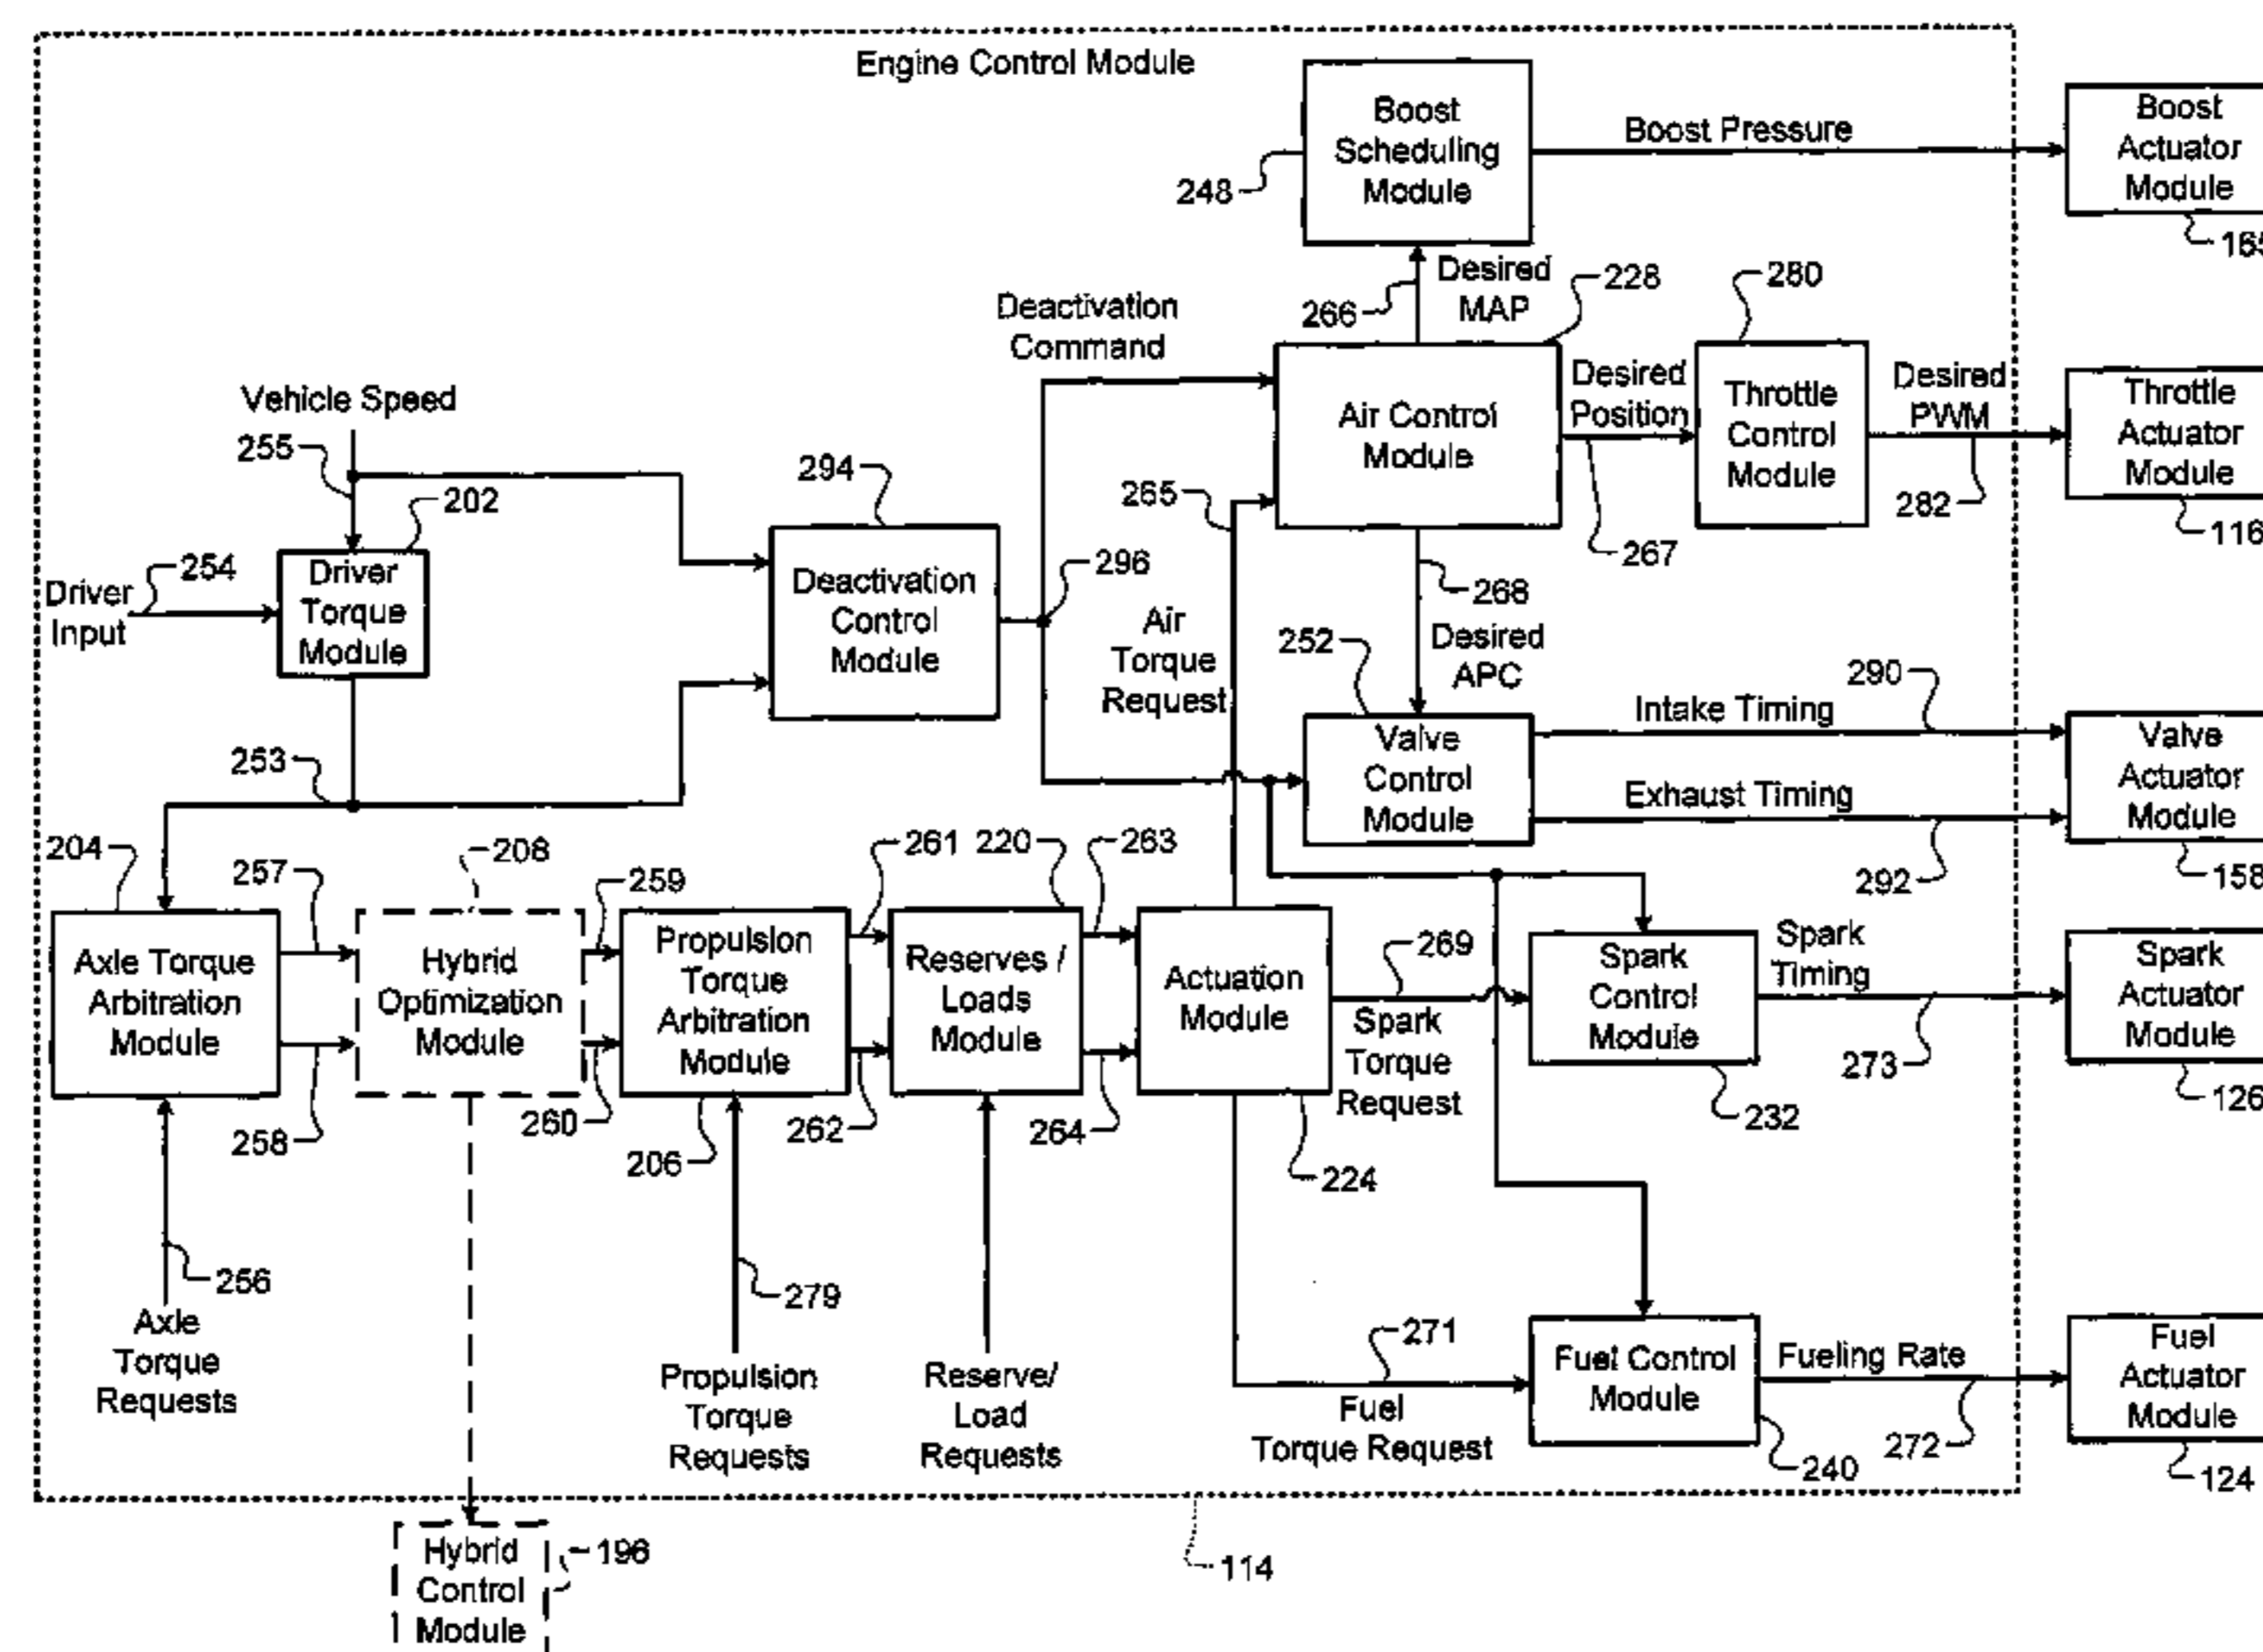 Engine Control Module
Boost
Scheduling
Module
248
Boost Pressure
Boost
Actuator
Module
165
Desired
MAP
266
228
280
Deactivation
Command
Air Control
Module
Desired
Position
267
Throttle
Control
Module
Desired
PWM
282
Throttle
Actuator
Module
116
Vehicle Speed
255
202
Driver
Input
254
Driver
Torque
Module
253
294
Deactivation
Control
Module
296
265
Air
Torque
Request
268
Desired
APC
252
Valve
Control
Module
Intake Timing
290
Exhaust Timing
292
Valve
Actuator
Module
158
204
Axle Torque
Arbitration
Module
257
258
208
Hybrid
Optimization
Module
259
260
Propulsion
Torque
Arbitration
Module
206
261
262
220
Reserves /
Loads
Module
263
264
Actuation
Module
224
269
Spark
Torque
Request
Spark
Control
Module
232
Spark
Timing
273
Spark
Actuator
Module
126
256
Axle
Torque
Requests
279
Propulsion
Torque
Requests
Reserve/
Load
Requests
271
Fuel
Torque Request
Fuel Control
Module
240
Fueling Rate
272
Fuel
Actuator
Module
124
Hybrid
Control
Module
196
114